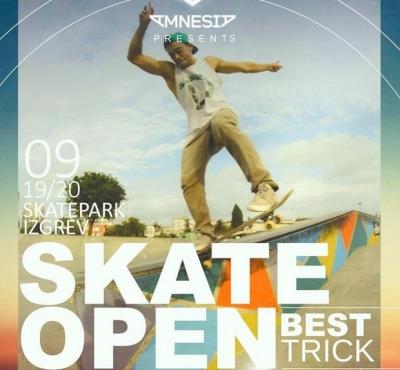 AMNESIA
PRESENTS
09
19/20
SKATEPARK
IZGREV
SKATE
OPEN
BEST
TRICK